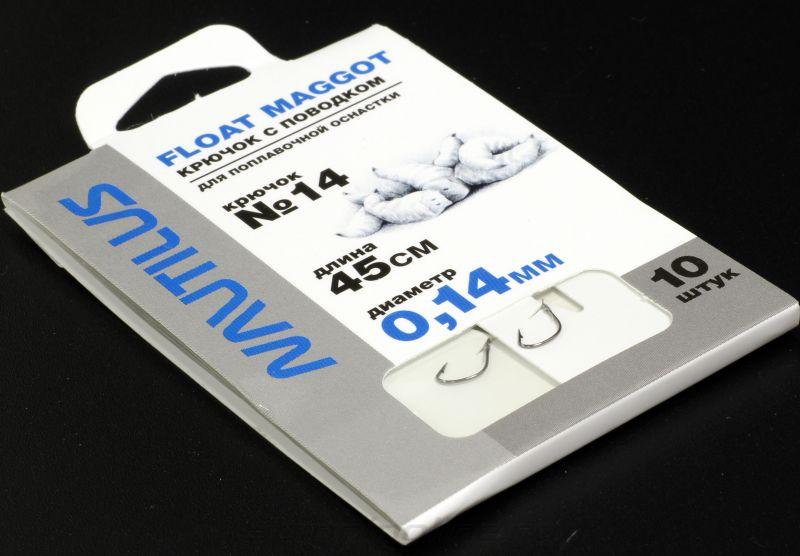 NAUTILUS
FLOAT MAGGOT
КРЮЧОК С ПОВОДКОМ
ДЛЯ ПОПЛАВОЧНОЙ ОСНАСТКИ
крючок
№14
длина
45см
диаметр
0,14мм
10
штук